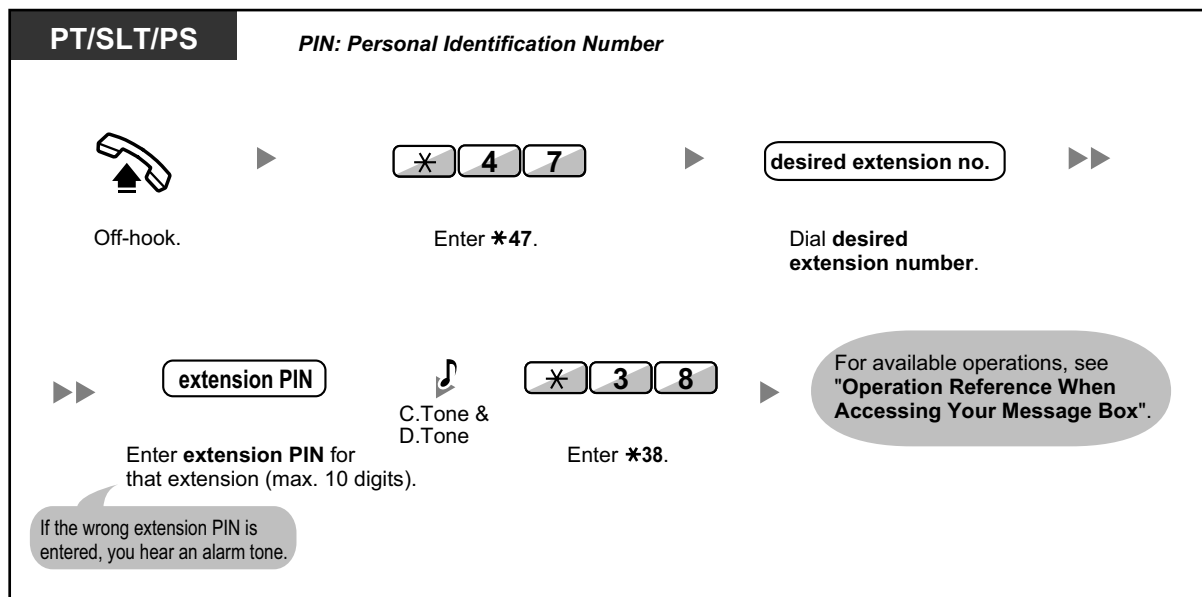 PT/SLT/PS
PIN: Personal Identification Number
* 4 7
desired extension no.
Off-hook.
Enter *47.
Dial desired
extension number.
extension PIN
C.Tone &
D.Tone
* 3 8
For available operations, see
"Operation Reference When
Accessing Your Message Box".
Enter extension PIN for
that extension (max. 10 digits).
Enter *38.
If the wrong extension PIN is
entered, you hear an alarm tone.